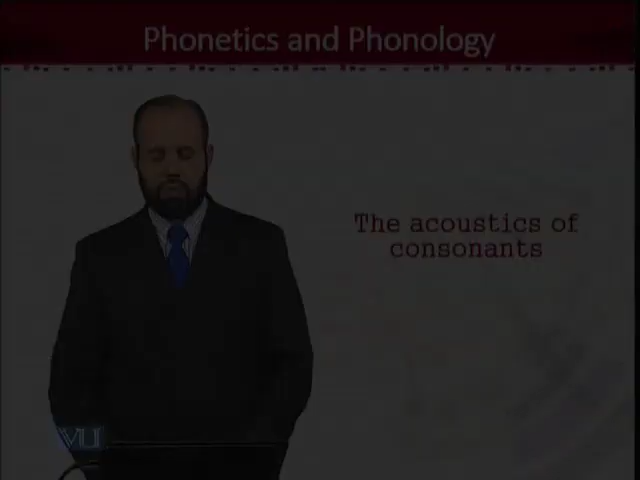 Phonetics and Phonology
The acoustics of
consonants
VU